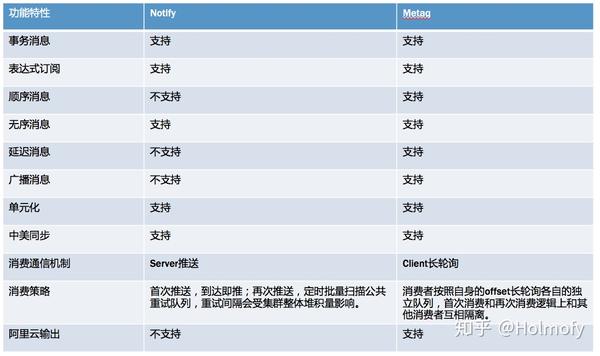 功能特性 Notify Metaq
事务消息 支持 支持
表达式订阅 支持 支持
顺序消息 不支持 支持
无序消息 支持 支持
延迟消息 不支持 支持
广播消息 不支持 支持
单元化 支持 支持
中美同步 支持 支持
消费通信机制 Server推送 Client长轮询
消费策略 首次推送，到达即推；再次推送，定时批量扫描公共 消费者按照自身的offset长轮询各自的独
重试队列，重试间隔会受集群整体堆积量影响。 立队列，首次消费和再次消费逻辑上和其
他消费者互相隔离。
阿里云输出 不支持 支持
知乎 @Holmofy